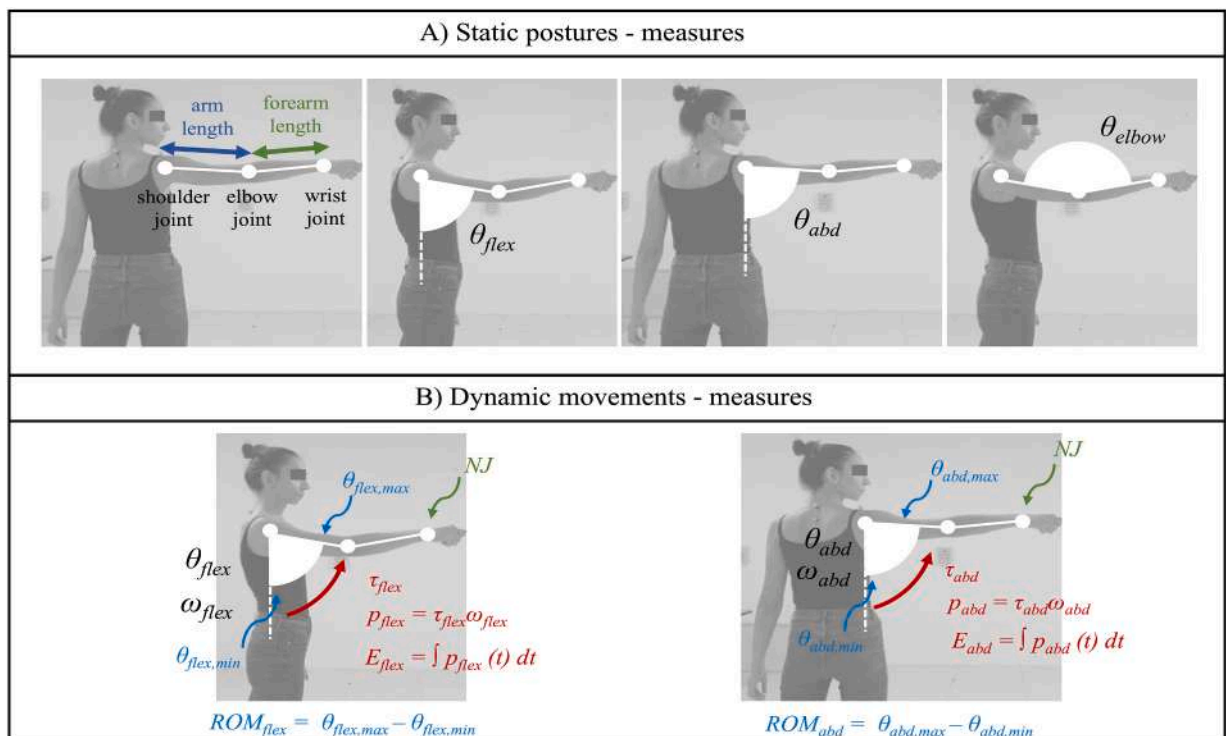 A) Static postures - measures
arm
length
forearm
length
shoulder
joint
elbow
joint
wrist
joint
θflex
θabd
θelbow
B) Dynamic movements - measures
θflex,max
NJ
θflex
ωflex
τflex
pflex = τflexωflex
θflex,min
Eflex = ∫ pflex (t) dt
ROMflex = θflex,max – θflex,min
θabd,max
NJ
θabd
ωabd
τabd
pabd = τabdωabd
θabd,min
Eabd = ∫ pabd (t) dt
ROMabd = θabd,max – θabd,min